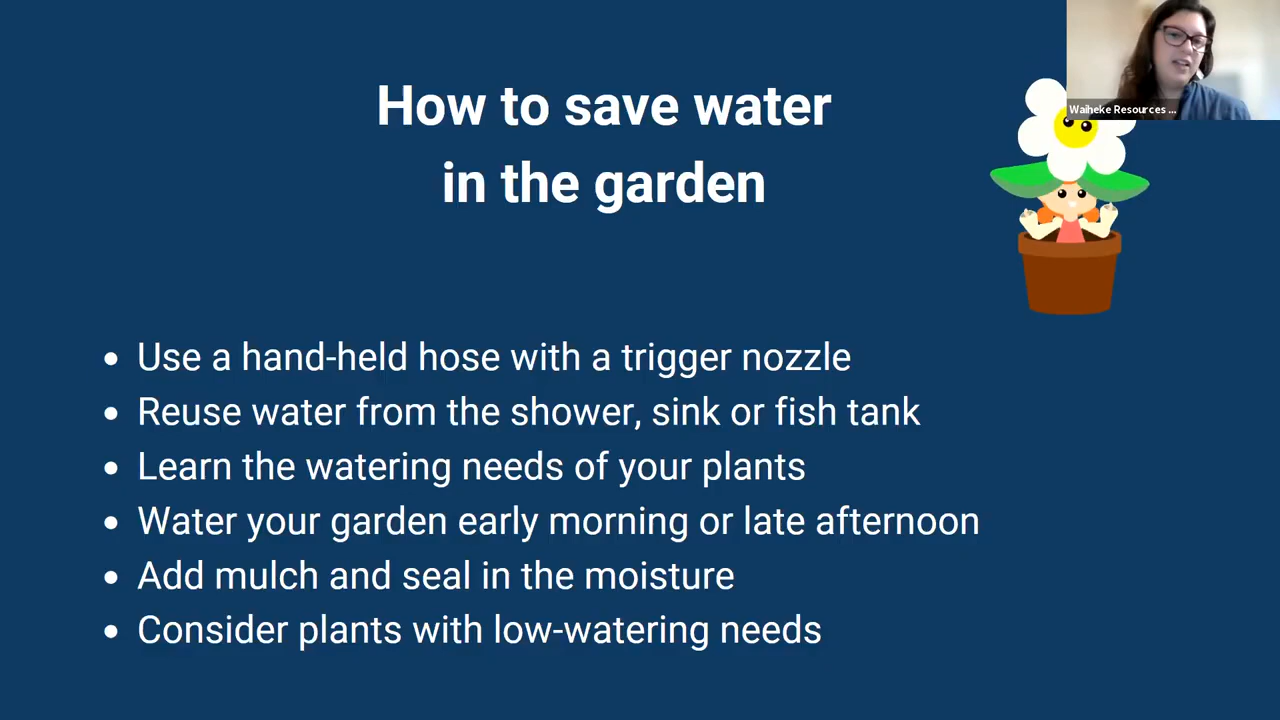 Waiheke Resources ...
How to save water
in the garden
• Use a hand-held hose with a trigger nozzle
• Reuse water from the shower, sink or fish tank
• Learn the watering needs of your plants
• Water your garden early morning or late afternoon
• Add mulch and seal in the moisture
• Consider plants with low-watering needs